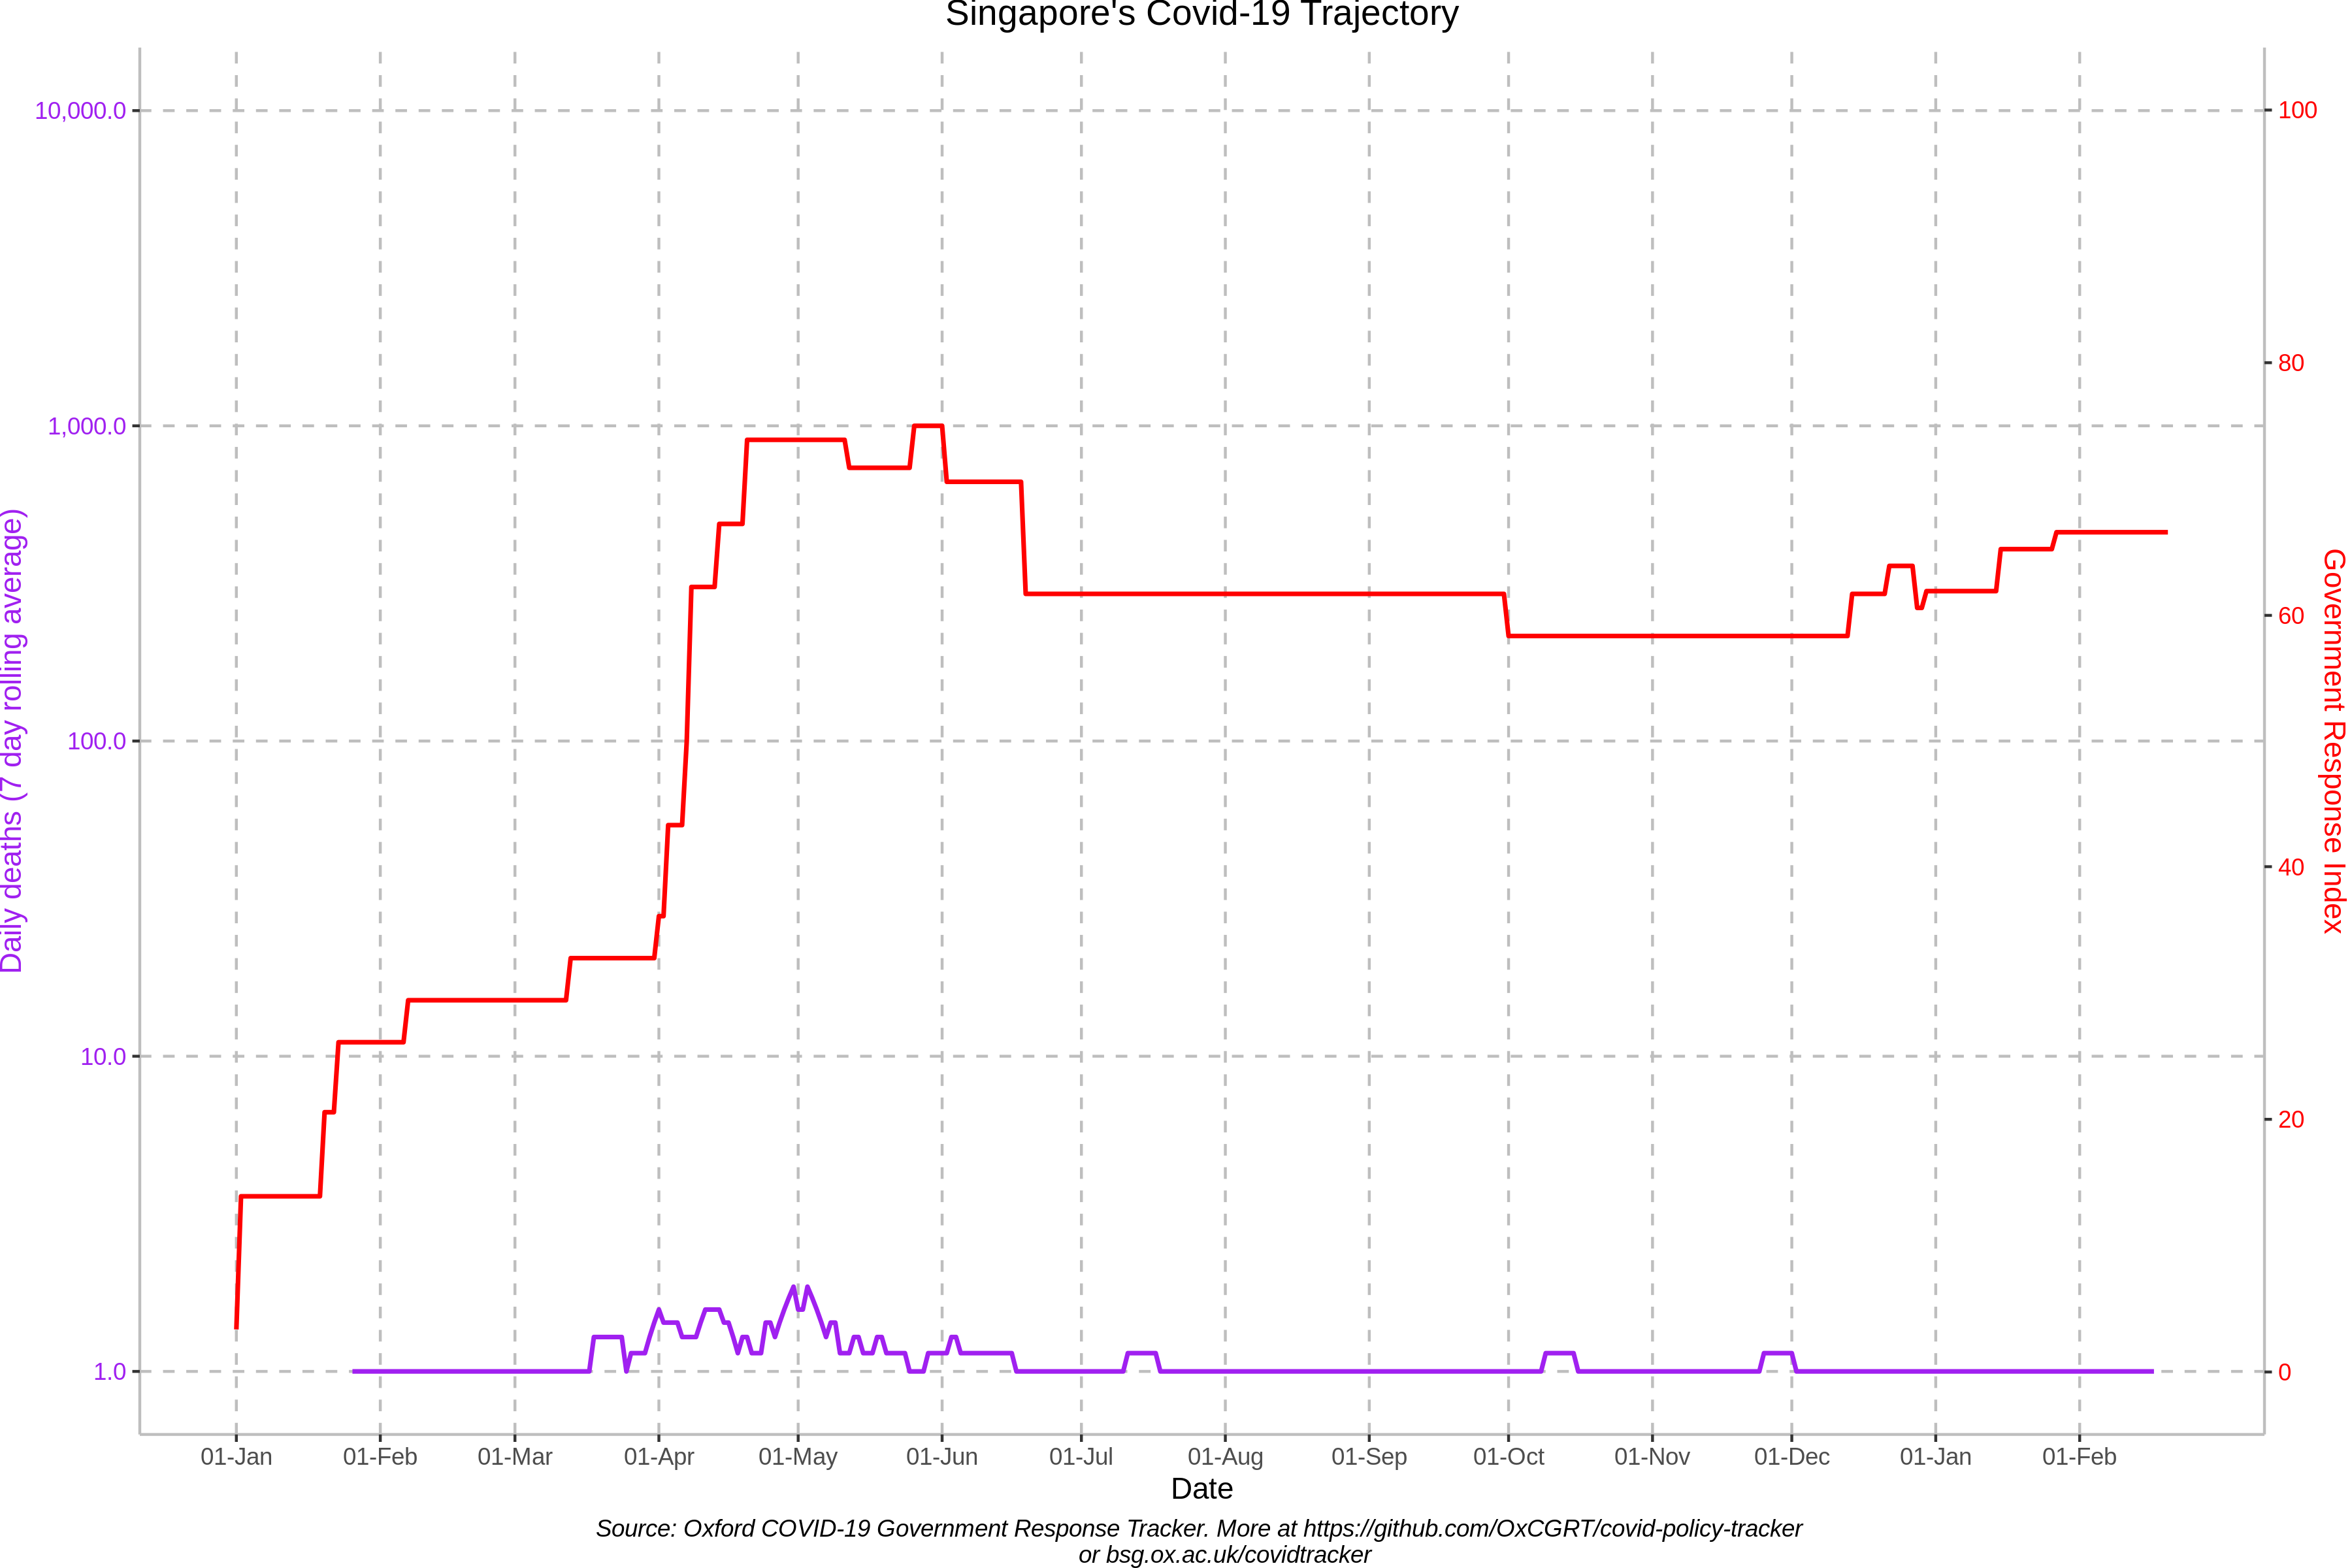 Singapore's Covid-19 Trajectory
10,000.0
1,000.0
100.0
10.0
1.0
Daily deaths (7 day rolling average)
100
80
60
40
20
0
Government Response Index
01-Jan
01-Feb
01-Mar
01-Apr
01-May
01-Jun
01-Jul
01-Aug
01-Sep
01-Oct
01-Nov
01-Dec
01-Jan
01-Feb
Date
Source: Oxford COVID-19 Government Response Tracker. More at https://github.com/OxCGRT/covid-policy-tracker
or bsg.ox.ac.uk/covidtracker